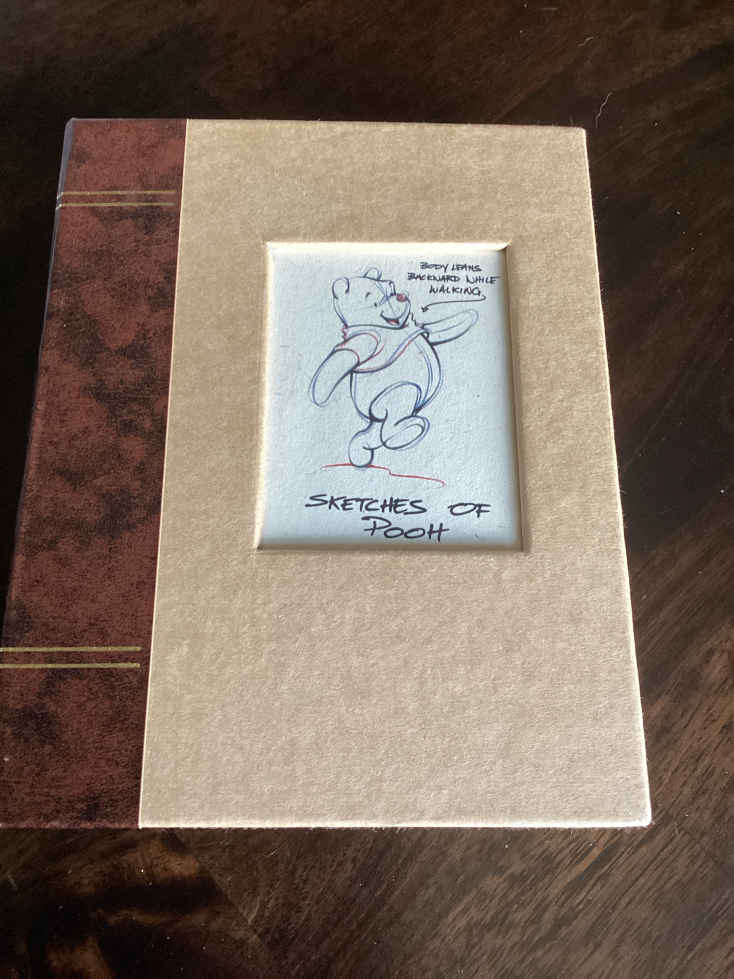 BODY LEANS
BACKWARD WHILE
WALKING
SKETCHES OF
POOH